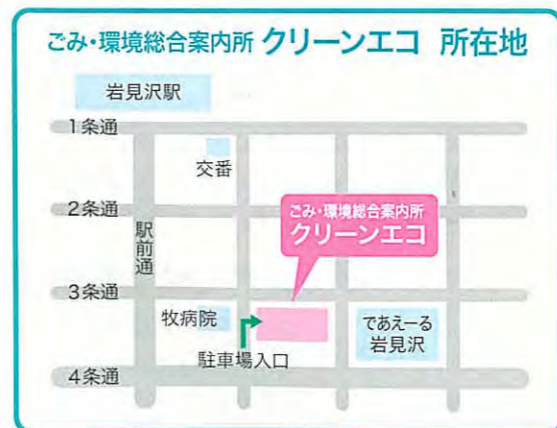 ごみ・環境総合案内所 クリーンエコ 所在地
岩見沢駅
1条通
交番
2条通
駅前通
ごみ・環境総合案内所
クリーンエコ
3条通
牧病院
であえーる
岩見沢
駐車場入口
4条通